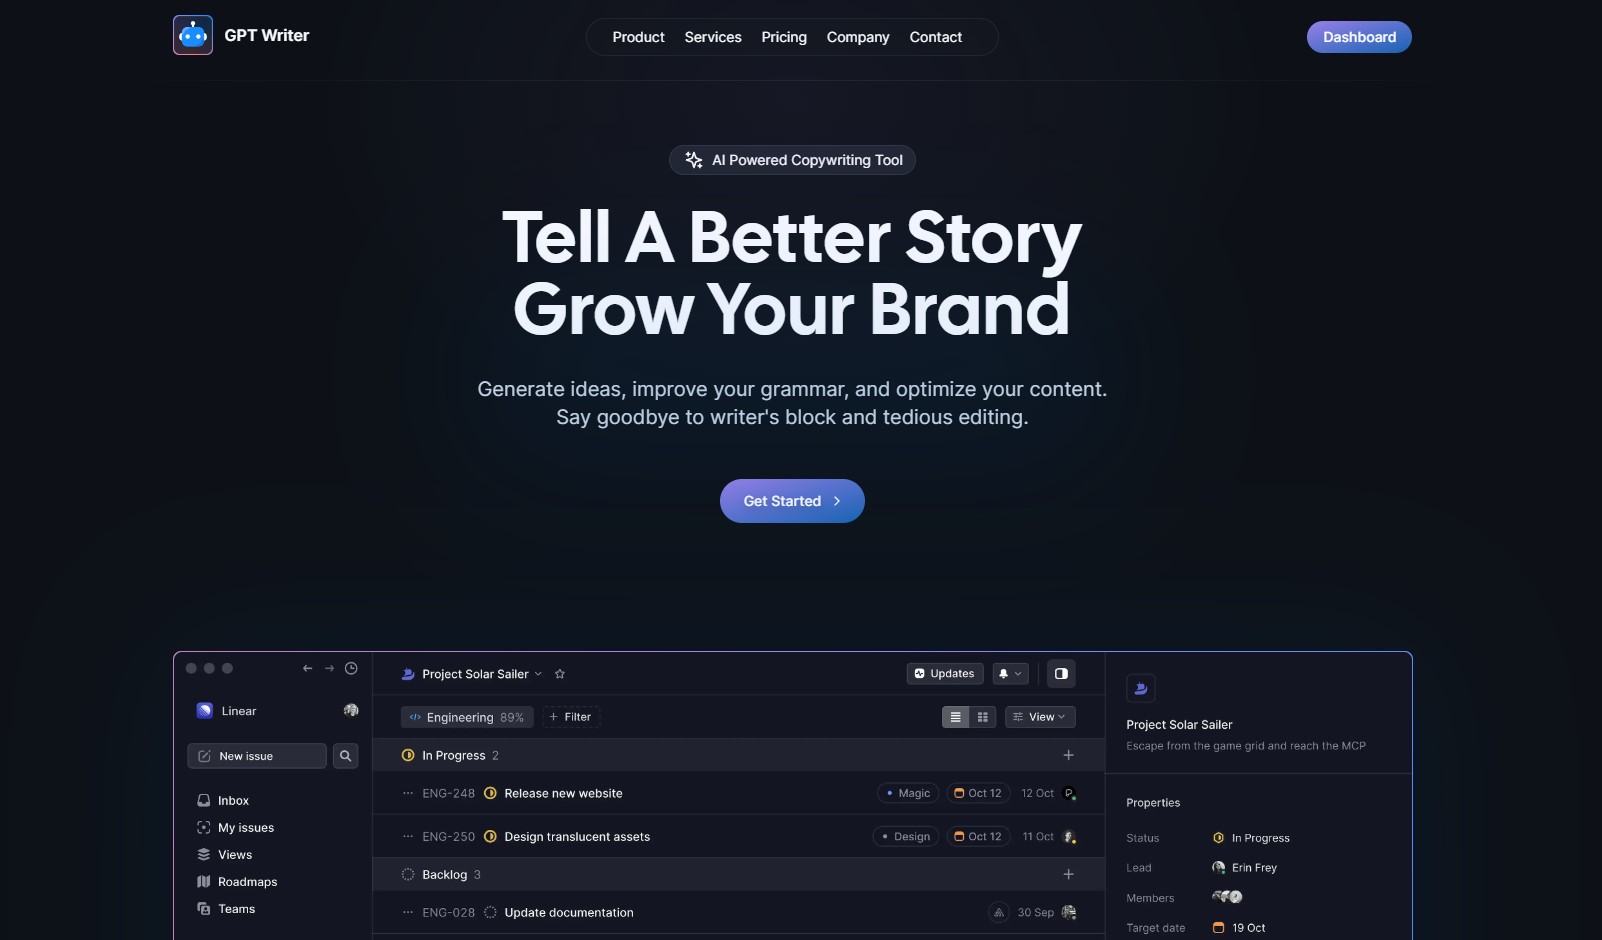 GPT Writer
Product Services Pricing Company Contact
Dashboard
AI Powered Copywriting Tool
Tell A Better Story
Grow Your Brand
Generate ideas, improve your grammar, and optimize your content.
Say goodbye to writer's block and tedious editing.
Get Started
Linear
New issue
Inbox
My issues
Views
Roadmaps
Teams
Project Solar Sailer
Updates
Engineering 89%
Filter
View
In Progress 2
ENG-248 Release new website Magic Oct 12 12 Oct
ENG-250 Design translucent assets Design Oct 12 11 Oct
Backlog 3
ENG-028 Update documentation 30 Sep
Project Solar Sailer
Escape from the game grid and reach the MCP
Properties
Status In Progress
Lead Erin Frey
Members
Target date 19 Oct